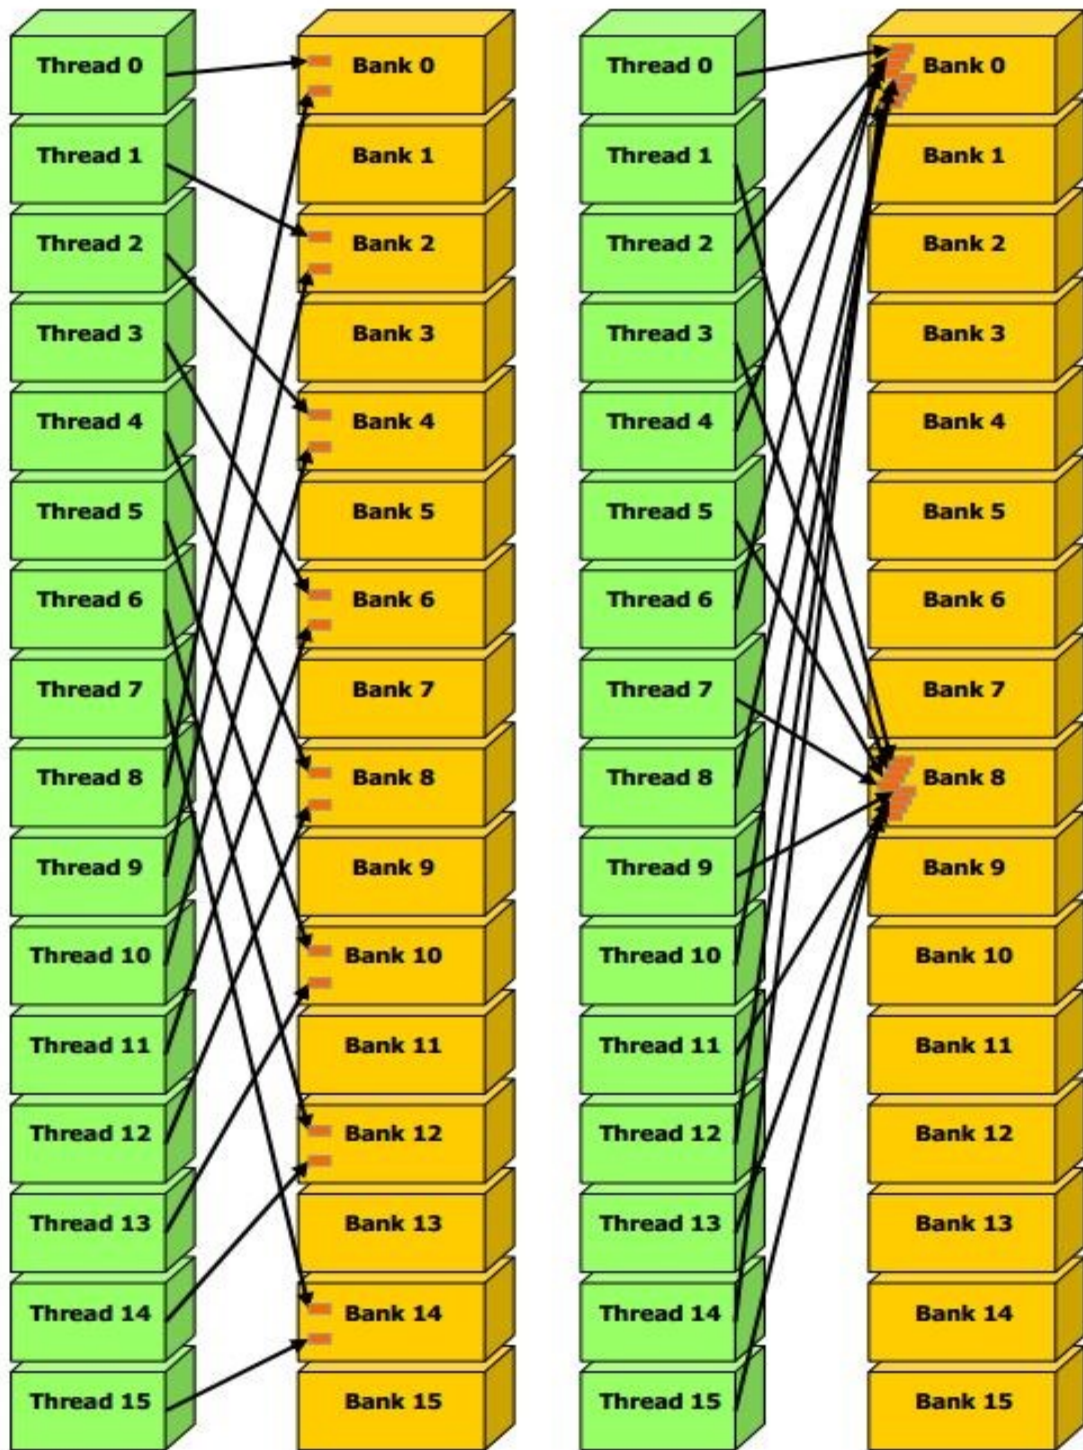 Thread 0 Bank 0 Thread 0 Bank 0
Thread 1 Bank 1 Thread 1 Bank 1
Thread 2 Bank 2 Thread 2 Bank 2
Thread 3 Bank 3 Thread 3 Bank 3
Thread 4 Bank 4 Thread 4 Bank 4
Thread 5 Bank 5 Thread 5 Bank 5
Thread 6 Bank 6 Thread 6 Bank 6
Thread 7 Bank 7 Thread 7 Bank 7
Thread 8 Bank 8 Thread 8 Bank 8
Thread 9 Bank 9 Thread 9 Bank 9
Thread 10 Bank 10 Thread 10 Bank 10
Thread 11 Bank 11 Thread 11 Bank 11
Thread 12 Bank 12 Thread 12 Bank 12
Thread 13 Bank 13 Thread 13 Bank 13
Thread 14 Bank 14 Thread 14 Bank 14
Thread 15 Bank 15 Thread 15 Bank 15